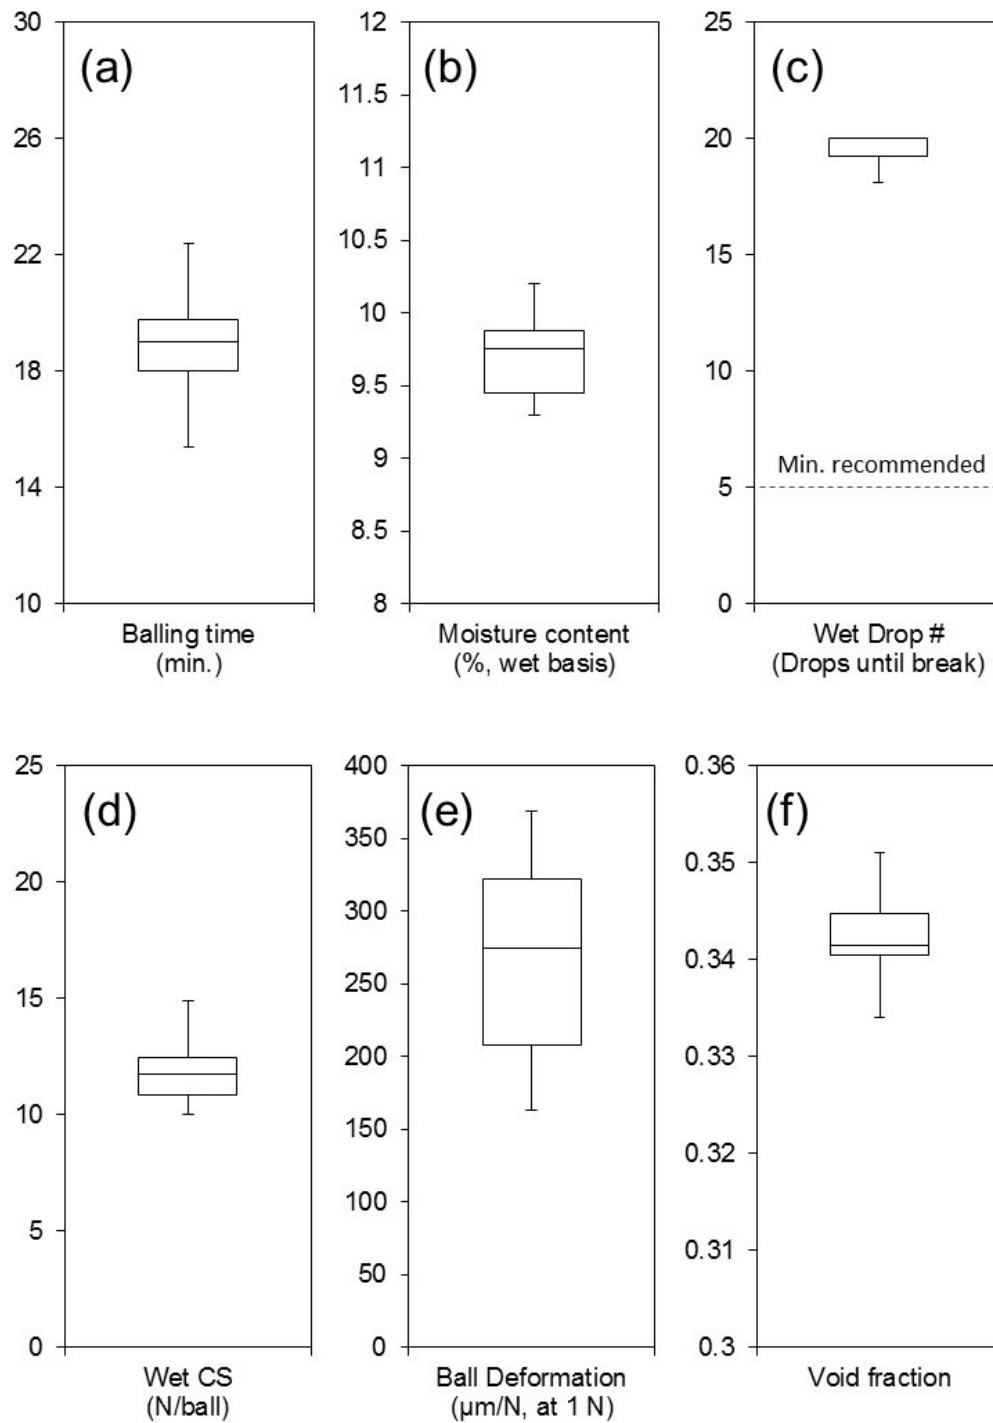 (a)
30
26
22
18
14
10
Balling time
(min.)
(b)
12
11.5
11
10.5
10
9.5
9
8.5
8
Moisture content
(%, wet basis)
(c)
25
20
15
10
Min. recommended
5
0
Wet Drop #
(Drops until break)
(d)
25
20
15
10
5
0
Wet CS
(N/ball)
(e)
400
350
300
250
200
150
100
50
0
Ball Deformation
(µm/N, at 1 N)
(f)
0.36
0.35
0.34
0.33
0.32
0.31
0.3
Void fraction